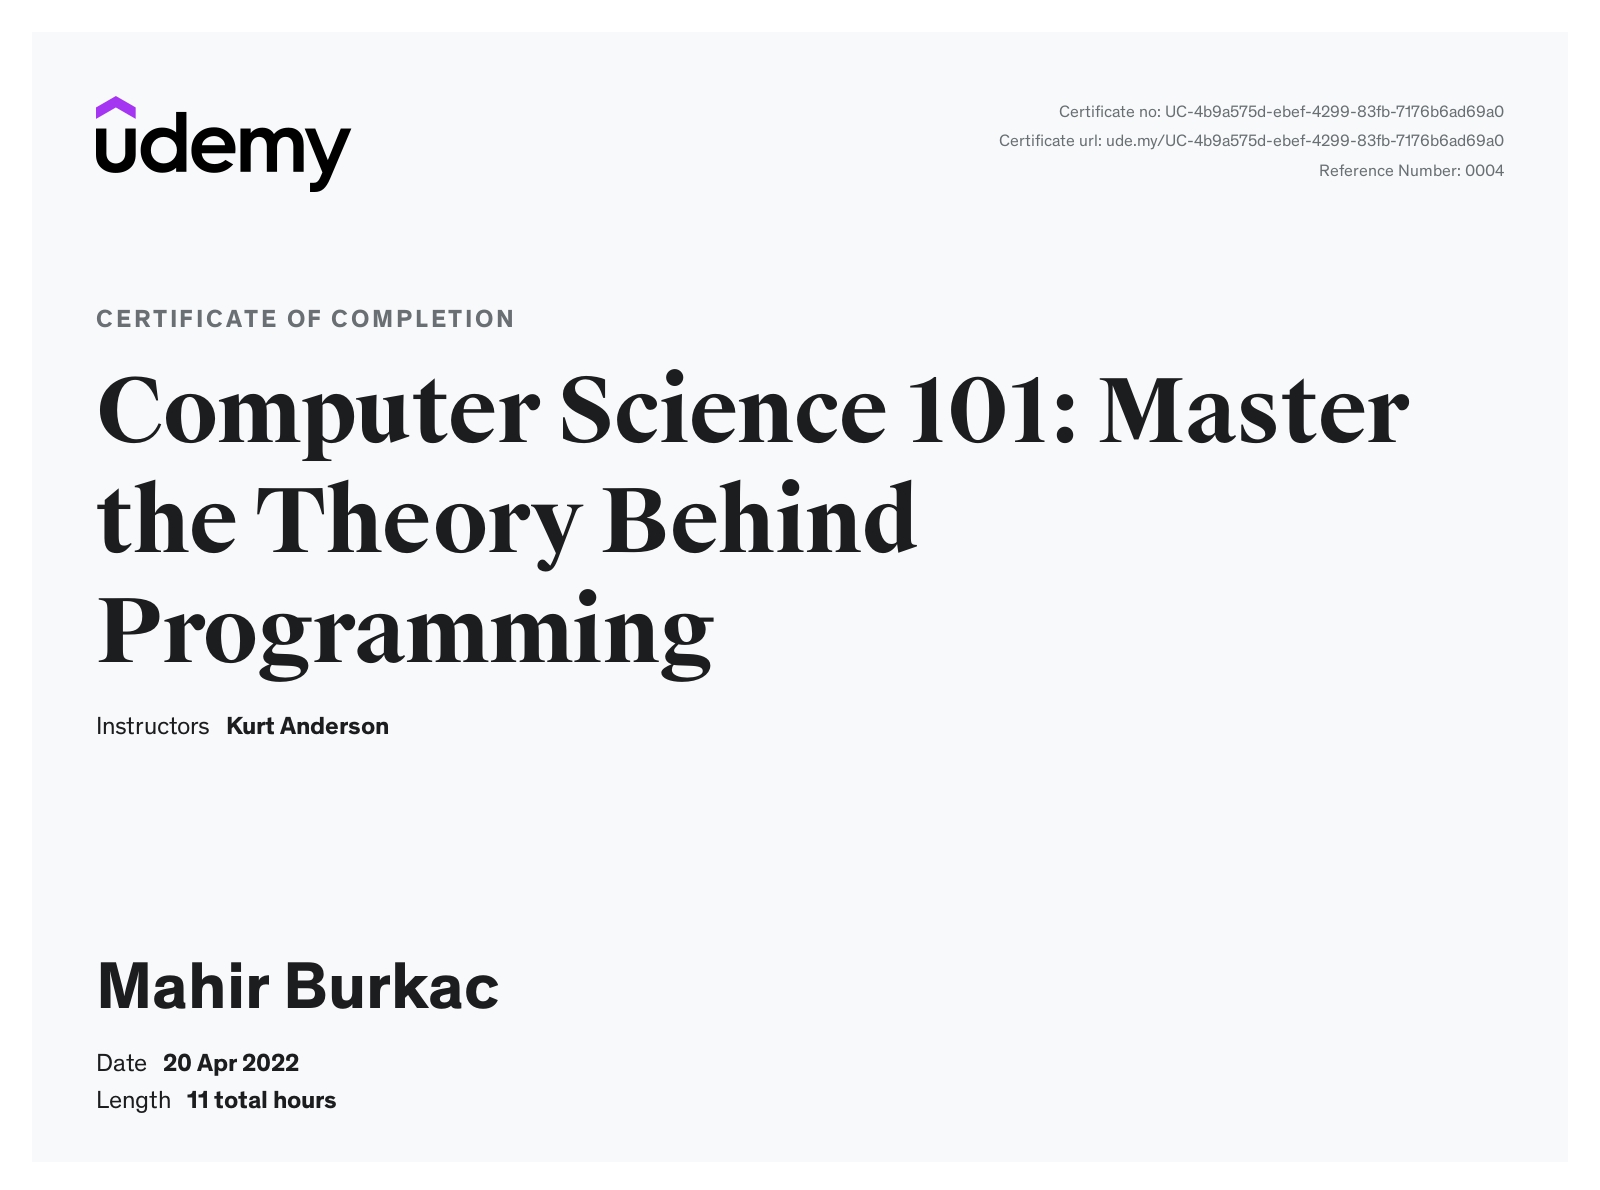 udemy
Certificate no: UC-4b9a575d-ebef-4299-83fb-7176b6ad69a0
Certificate url: ude.my/UC-4b9a575d-ebef-4299-83fb-7176b6ad69a0
Reference Number: 0004
CERTIFICATE OF COMPLETION
Computer Science 101: Master
the Theory Behind
Programming
Instructors Kurt Anderson
Mahir Burkac
Date 20 Apr 2022
Length 11 total hours